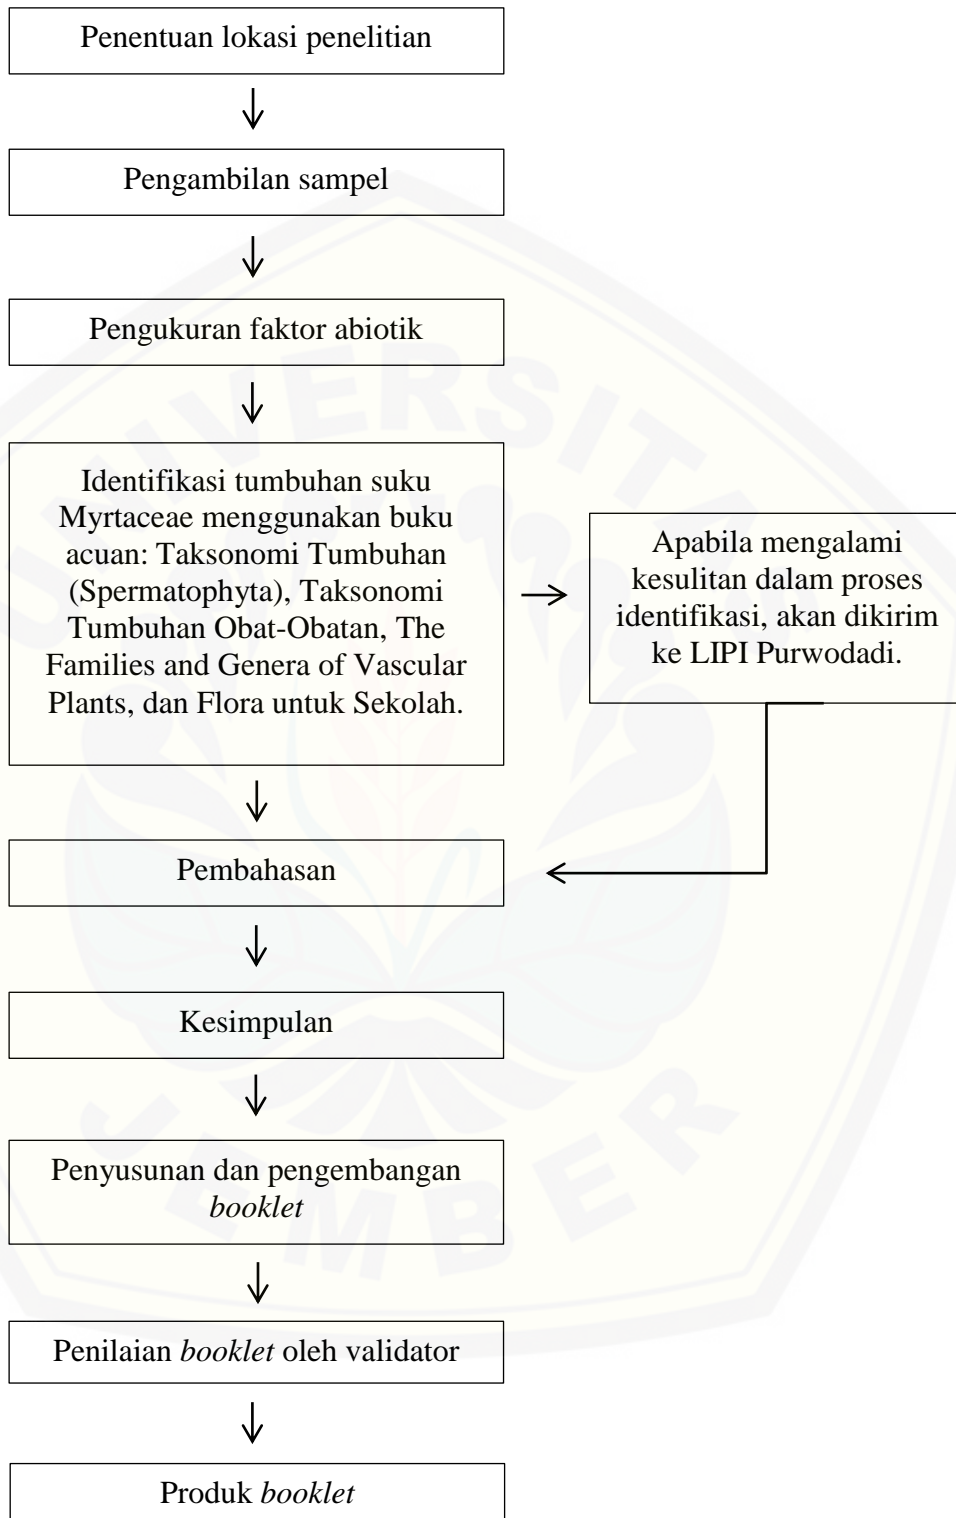 Penentuan lokasi penelitian
Pengambilan sampel
Pengukuran faktor abiotik
Identifikasi tumbuhan suku
Myrtaceae menggunakan buku
acuan: Taksonomi Tumbuhan
(Spermatophyta), Taksonomi
Tumbuhan Obat-Obatan, The
Families and Genera of Vascular
Plants, dan Flora untuk Sekolah.
Apabila mengalami
kesulitan dalam proses
identifikasi, akan dikirim
ke LIPI Purwodadi.
Pembahasan
Kesimpulan
Penyusunan dan pengembangan
booklet
Penilaian booklet oleh validator
Produk booklet
UNIVERSITAS
JEMBER